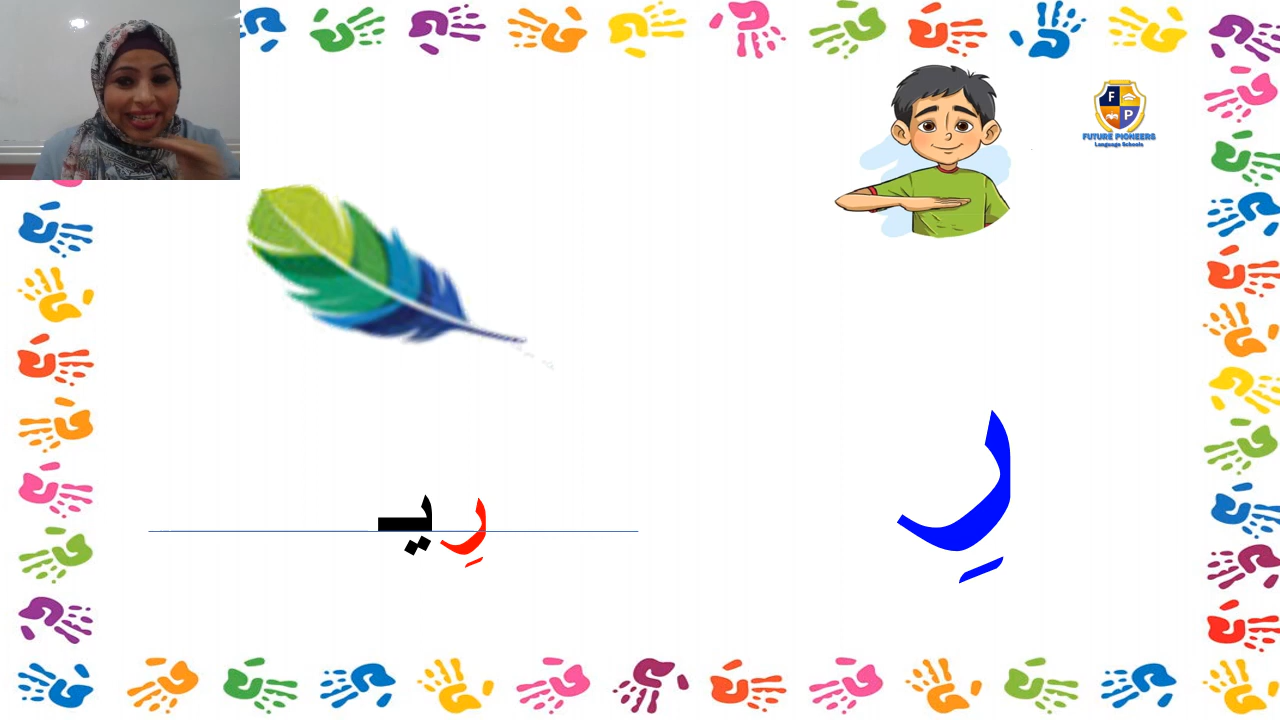 F
P
FUTURE PIONEERS
Language Schools
رِ
رِيـ